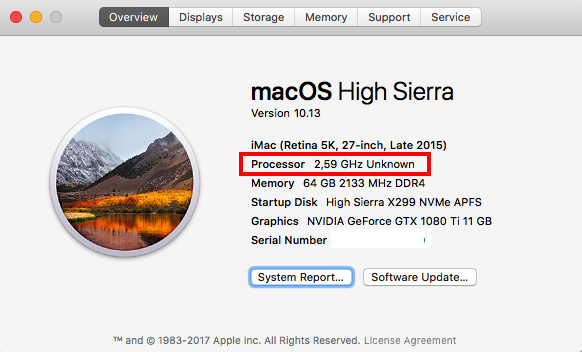 Overview Displays Storage Memory Support Service
macOS High Sierra
Version 10.13
iMac (Retina 5K, 27-inch, Late 2015)
Processor 2,59 GHz Unknown
Memory 64 GB 2133 MHz DDR4
Startup Disk High Sierra X299 NVMe APFS
Graphics NVIDIA GeForce GTX 1080 Ti 11 GB
Serial Number
System Report... Software Update...
™ and © 1983-2017 Apple Inc. All Rights Reserved. License Agreement